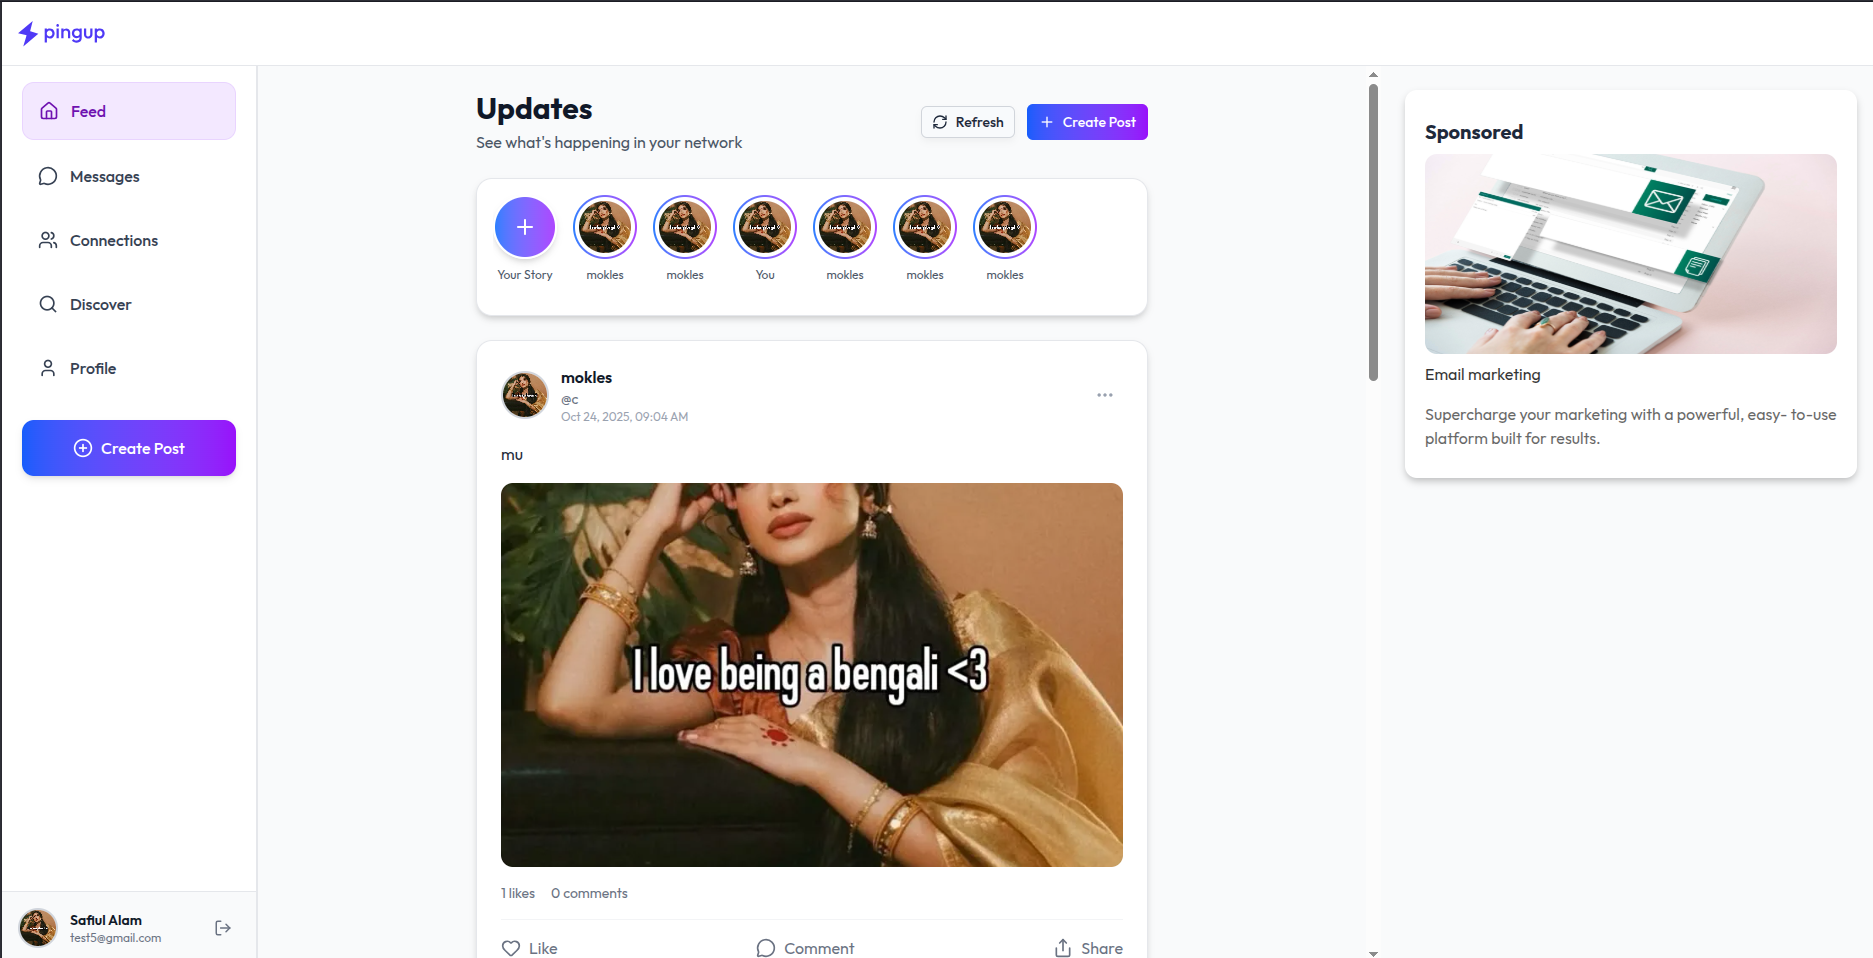 pingup
Feed
Messages
Connections
Discover
Profile
Create Post
Safiul Alam
test5@gmail.com
Updates
See what's happening in your network
Refresh
Create Post
Your Story
mokles
mokles
You
mokles
mokles
mokles
mokles
@c
Oct 24, 2025, 09:04 AM
mu
I love being a bengali <3
1 likes 0 comments
Like
Comment
Share
Sponsored
Email marketing
Supercharge your marketing with a powerful, easy- to-use
platform built for results.